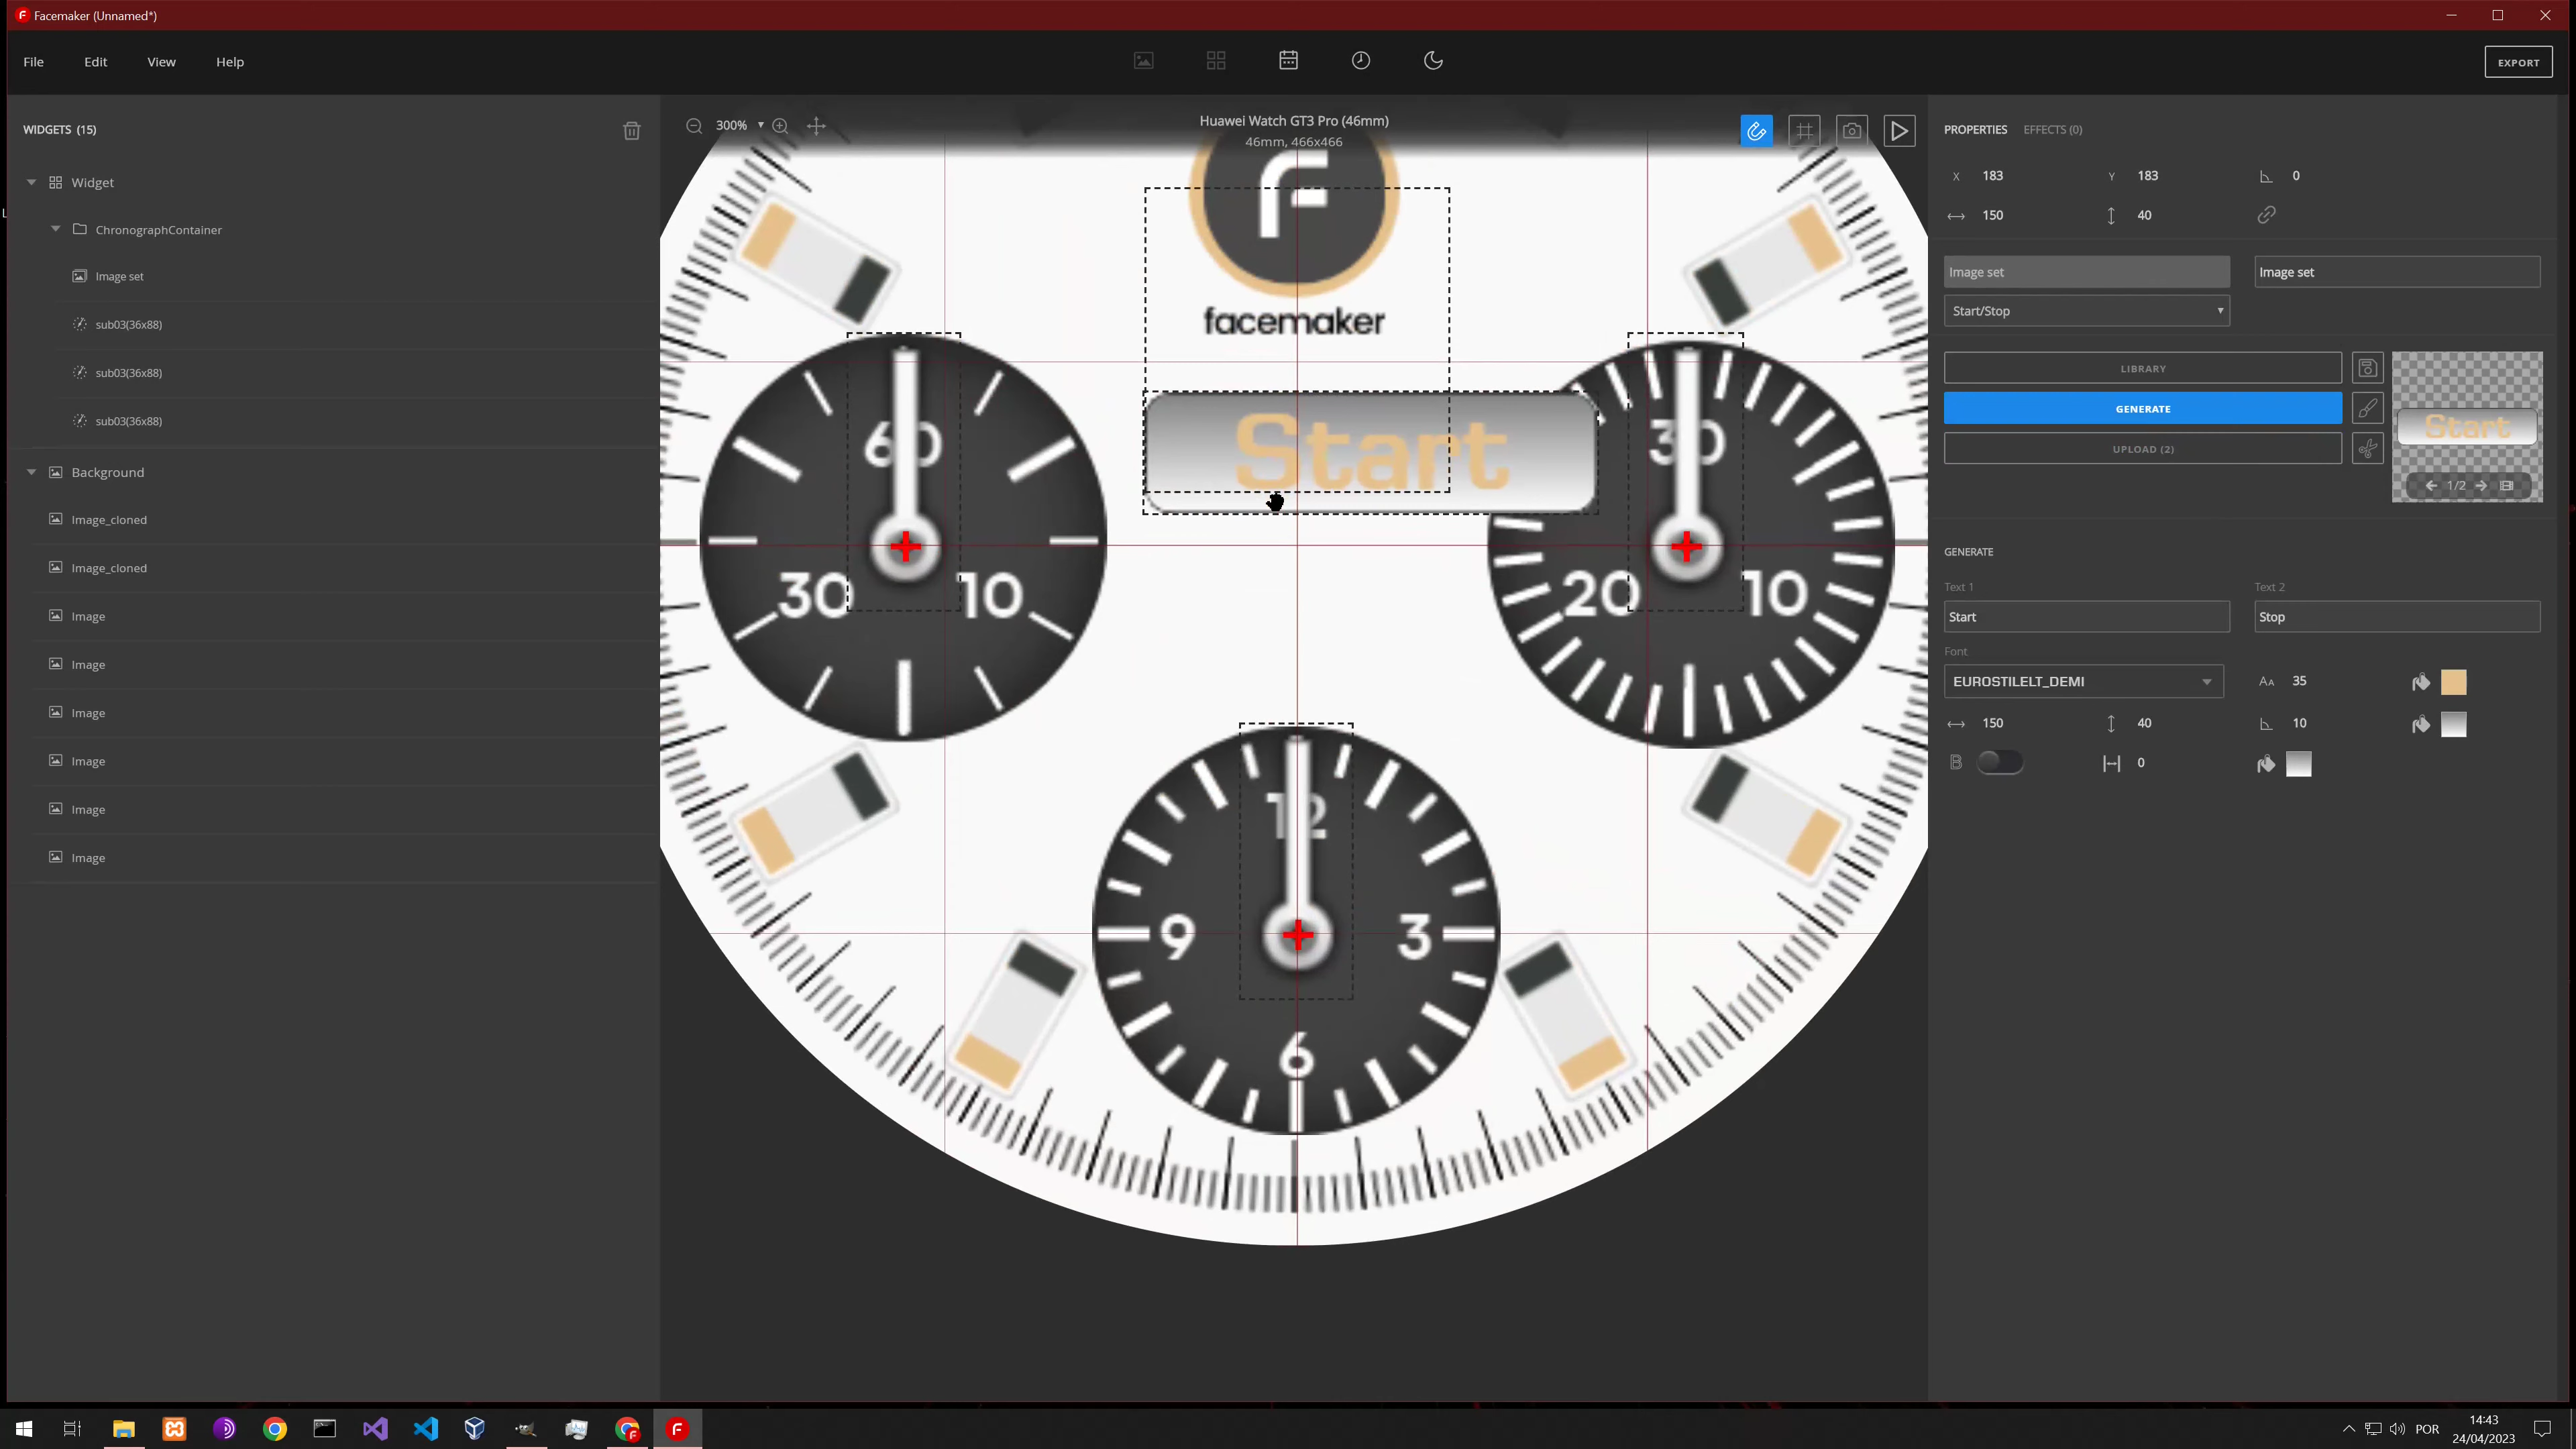 Facemaker (Unnamed*)
File Edit View Help
EXPORT
WIDGETS (15)
Widget
ChronographContainer
Image set
sub03(36x88)
sub03(36x88)
sub03(36x88)
Background
Image_cloned
Image_cloned
Image
Image
Image
Image
Image
Image
300%
Huawei Watch GT3 Pro (46mm)
46mm, 466x466
facemaker
Start
60
30
10
30
20
10
12
9
3
6
PROPERTIES EFFECTS (0)
X 183 Y 183 0
150 40
Image set Image set
Start/Stop
LIBRARY
GENERATE
UPLOAD (2)
Start
1/2
GENERATE
Text 1 Text 2
Start Stop
Font
EUROSTILELT_DEMI AA 35
150 40 10
B 0
POR
14:43
24/04/2023